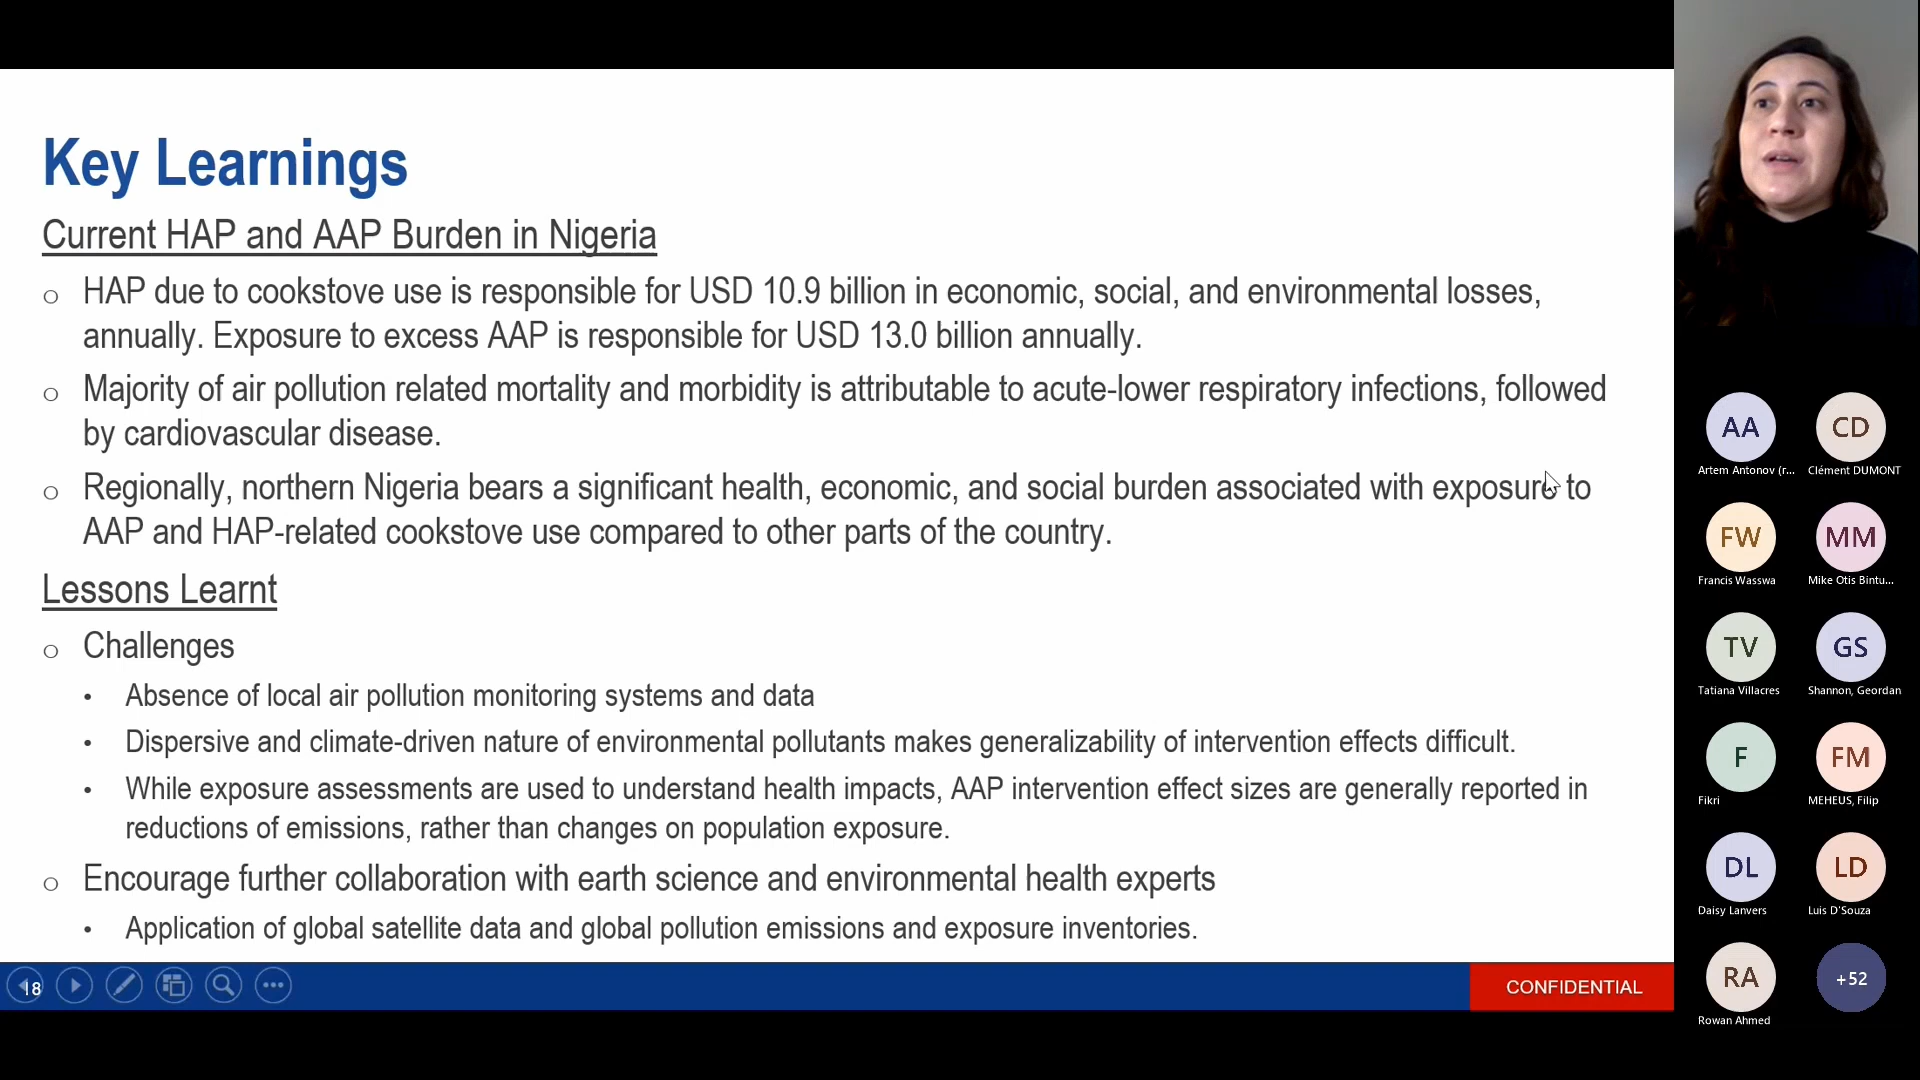 Key Learnings
Current HAP and AAP Burden in Nigeria
o HAP due to cookstove use is responsible for USD 10.9 billion in economic, social, and environmental losses,
annually. Exposure to excess AAP is responsible for USD 13.0 billion annually.
o Majority of air pollution related mortality and morbidity is attributable to acute-lower respiratory infections, followed
by cardiovascular disease.
o Regionally, northern Nigeria bears a significant health, economic, and social burden associated with exposure to
AAP and HAP-related cookstove use compared to other parts of the country.
Lessons Learnt
o Challenges
• Absence of local air pollution monitoring systems and data
• Dispersive and climate-driven nature of environmental pollutants makes generalizability of intervention effects difficult.
• While exposure assessments are used to understand health impacts, AAP intervention effect sizes are generally reported in
reductions of emissions, rather than changes on population exposure.
o Encourage further collaboration with earth science and environmental health experts
• Application of global satellite data and global pollution emissions and exposure inventories.
18
CONFIDENTIAL
AA
Artem Antonov (r...
CD
Clément DUMONT
FW
Francis Wasswa
MM
Mike Otis Bintu...
TV
Tatiana Villacres
GS
Shannon, Geordan
F
Fikri
FM
MEHEUS, Filip
DL
Daisy Lanvers
LD
Luis D'Souza
RA
Rowan Ahmed
+52